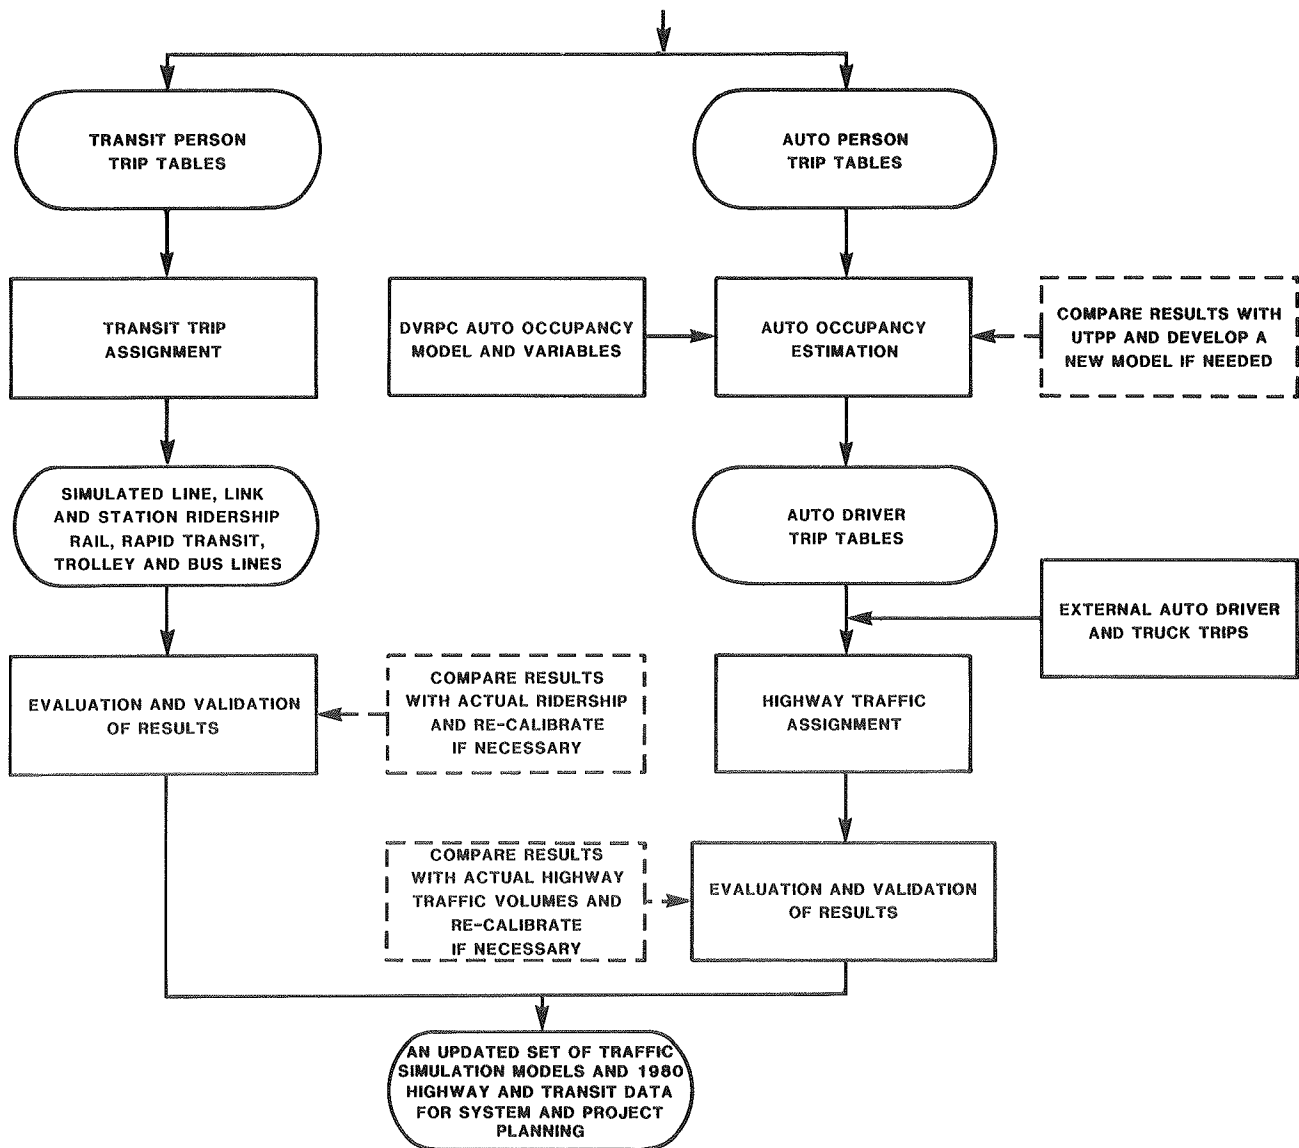 TRANSIT PERSON
TRIP TABLES
AUTO PERSON
TRIP TABLES
TRANSIT TRIP
ASSIGNMENT
DVRPC AUTO OCCUPANCY
MODEL AND VARIABLES
AUTO OCCUPANCY
ESTIMATION
COMPARE RESULTS WITH
UTPP AND DEVELOP A
NEW MODEL IF NEEDED
SIMULATED LINE, LINK
AND STATION RIDERSHIP
RAIL, RAPID TRANSIT,
TROLLEY AND BUS LINES
AUTO DRIVER
TRIP TABLES
EXTERNAL AUTO DRIVER
AND TRUCK TRIPS
EVALUATION AND VALIDATION
OF RESULTS
COMPARE RESULTS
WITH ACTUAL RIDERSHIP
AND RE-CALIBRATE
IF NECESSARY
HIGHWAY TRAFFIC
ASSIGNMENT
COMPARE RESULTS
WITH ACTUAL HIGHWAY
TRAFFIC VOLUMES AND
RE-CALIBRATE
IF NECESSARY
EVALUATION AND VALIDATION
OF RESULTS
AN UPDATED SET OF TRAFFIC
SIMULATION MODELS AND 1980
HIGHWAY AND TRANSIT DATA
FOR SYSTEM AND PROJECT
PLANNING